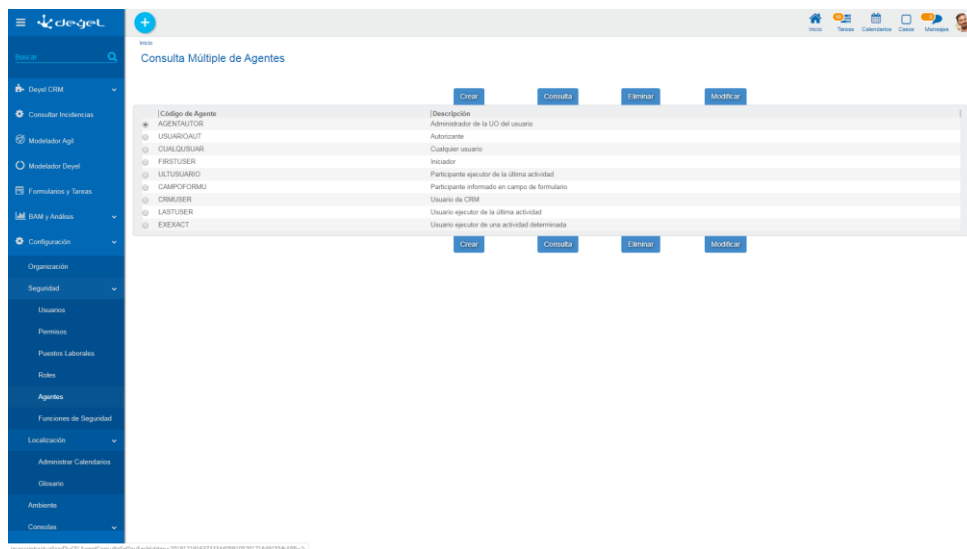 deyel
Inicio
Tareas
Calendarios
Casos
Mensajes
Buscar
Inicio
Consulta Múltiple de Agentes
Deyel CRM
Consultar Incidencias
Modelador Agil
Modelador Deyel
Formularios y Tareas
BAM y Análisis
Configuración
Organización
Seguridad
Usuarios
Permisos
Puestos Laborales
Roles
Agentes
Funciones de Seguridad
Localización
Administrar Calendarios
Glosario
Ambiente
Consolas
Crear Consulta Eliminar Modificar
Código de Agente Descripción
AGENTAUTOR Administrador de la UO del usuario
USUARIOAUT Autorizante
CUALQUSUAR Cualquier usuario
FIRSTUSER Iniciador
ULTUSUARIO Participante ejecutor de la última actividad
CAMPOFORMU Participante informado en campo de formulario
CRMUSER Usuario de CRM
LASTUSER Usuario ejecutor de la última actividad
EXEXACT Usuario ejecutor de una actividad determinada
Crear Consulta Eliminar Modificar